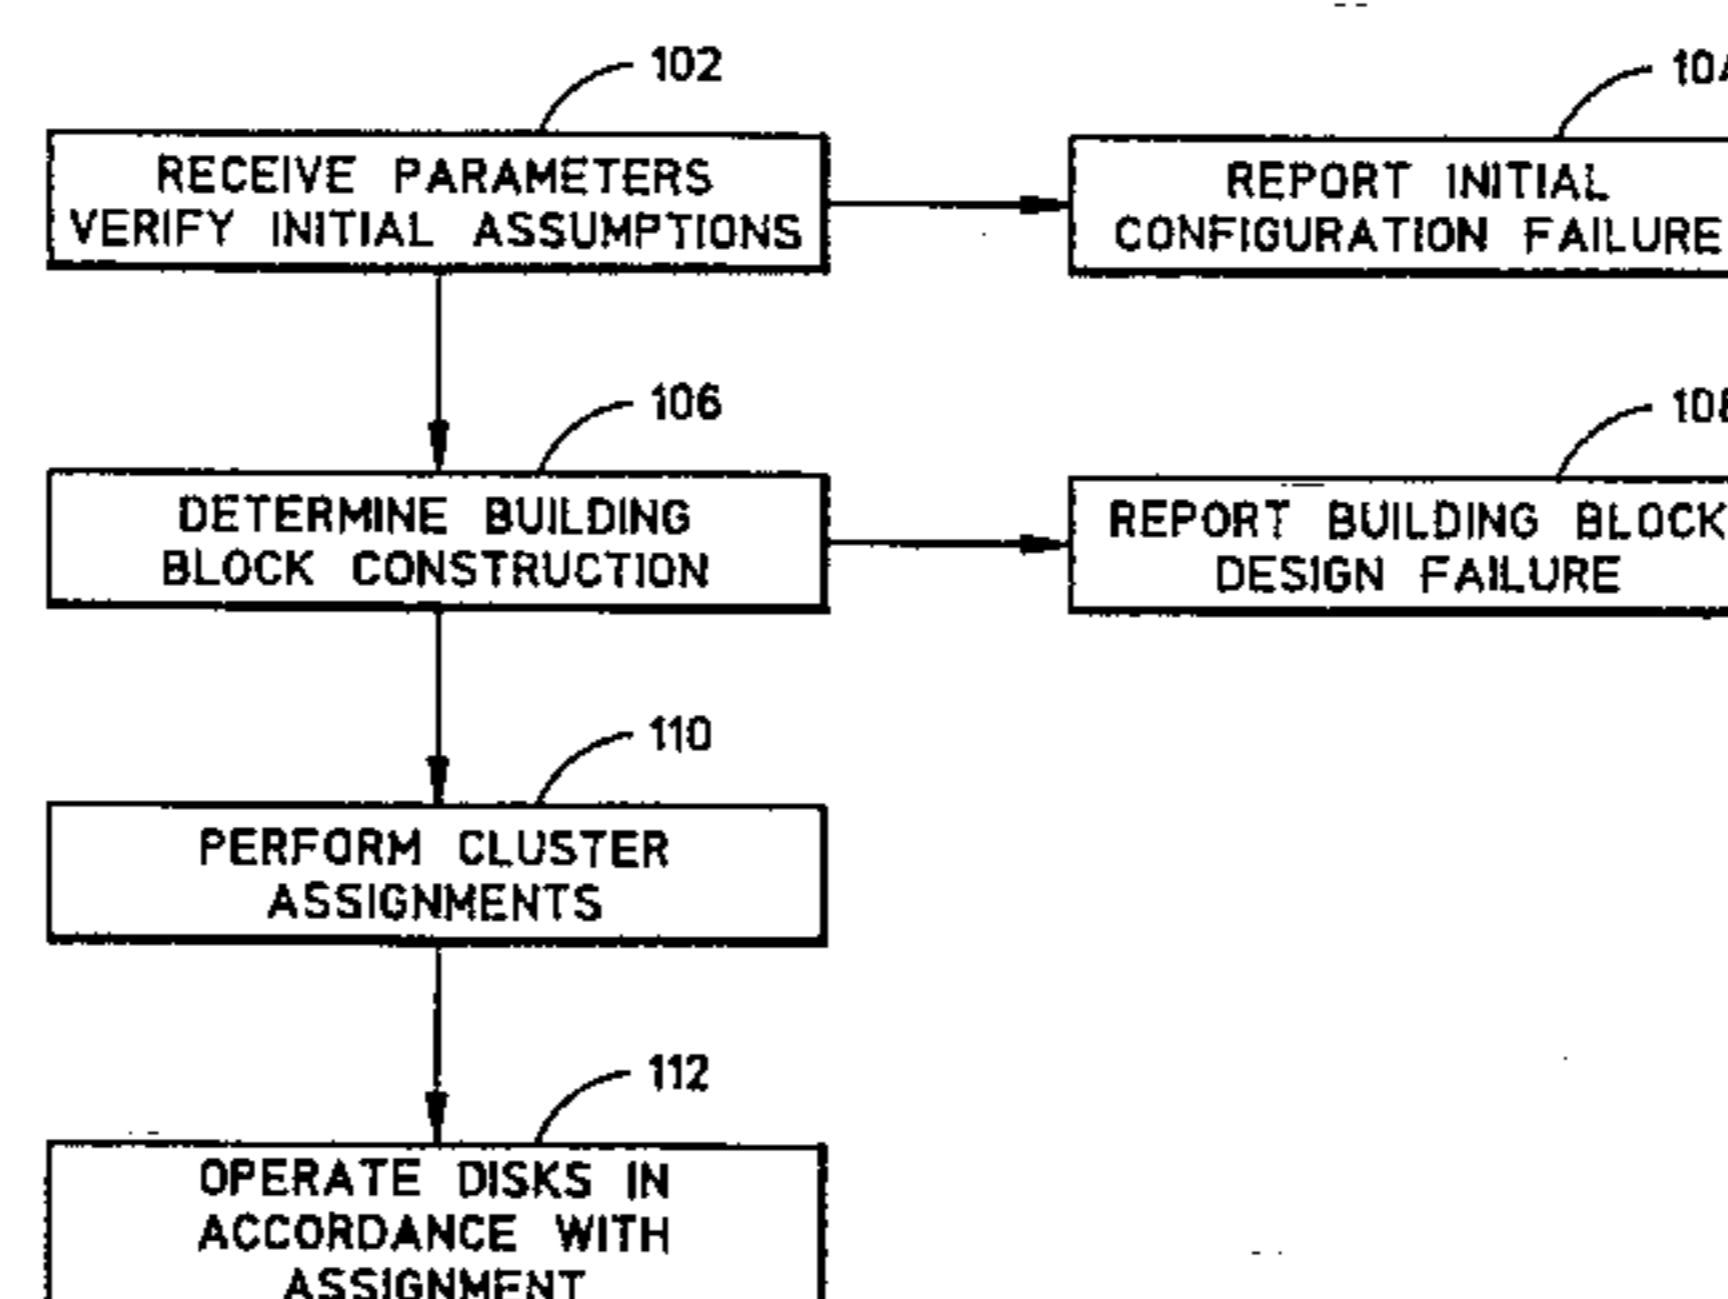 102
RECEIVE PARAMETERS
VERIFY INITIAL ASSUMPTIONS
REPORT INITIAL
CONFIGURATION FAILURE
106
DETERMINE BUILDING
BLOCK CONSTRUCTION
REPORT BUILDING BLOCK
DESIGN FAILURE
110
PERFORM CLUSTER
ASSIGNMENTS
112
OPERATE DISKS IN
ACCORDANCE WITH
ASSIGNMENT